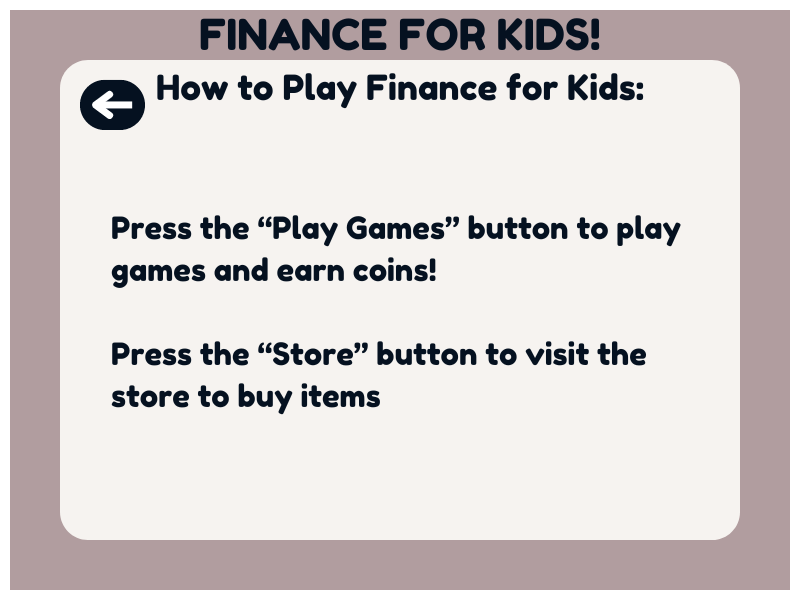 FINANCE FOR KIDS!
How to Play Finance for Kids:
Press the “Play Games” button to play
games and earn coins!
Press the “Store” button to visit the
store to buy items